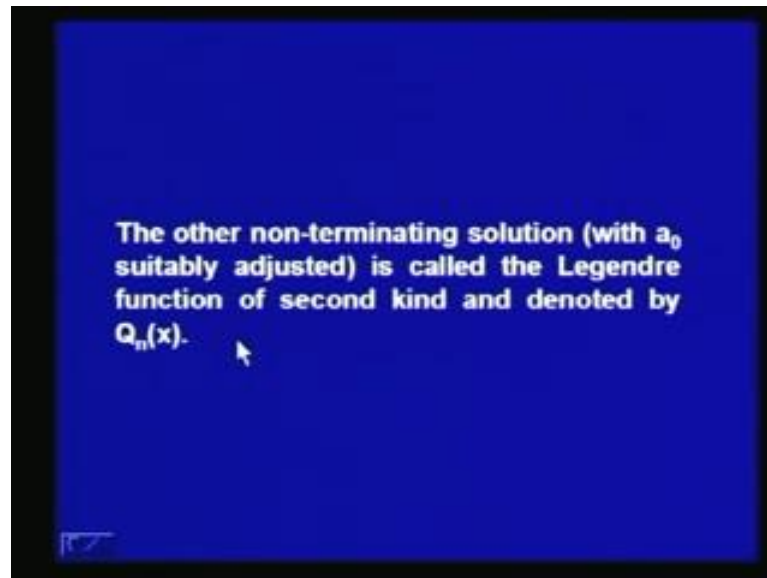 The other non-terminating solution (with a₀
suitably adjusted) is called the Legendre
function of second kind and denoted by
Qₙ(x).